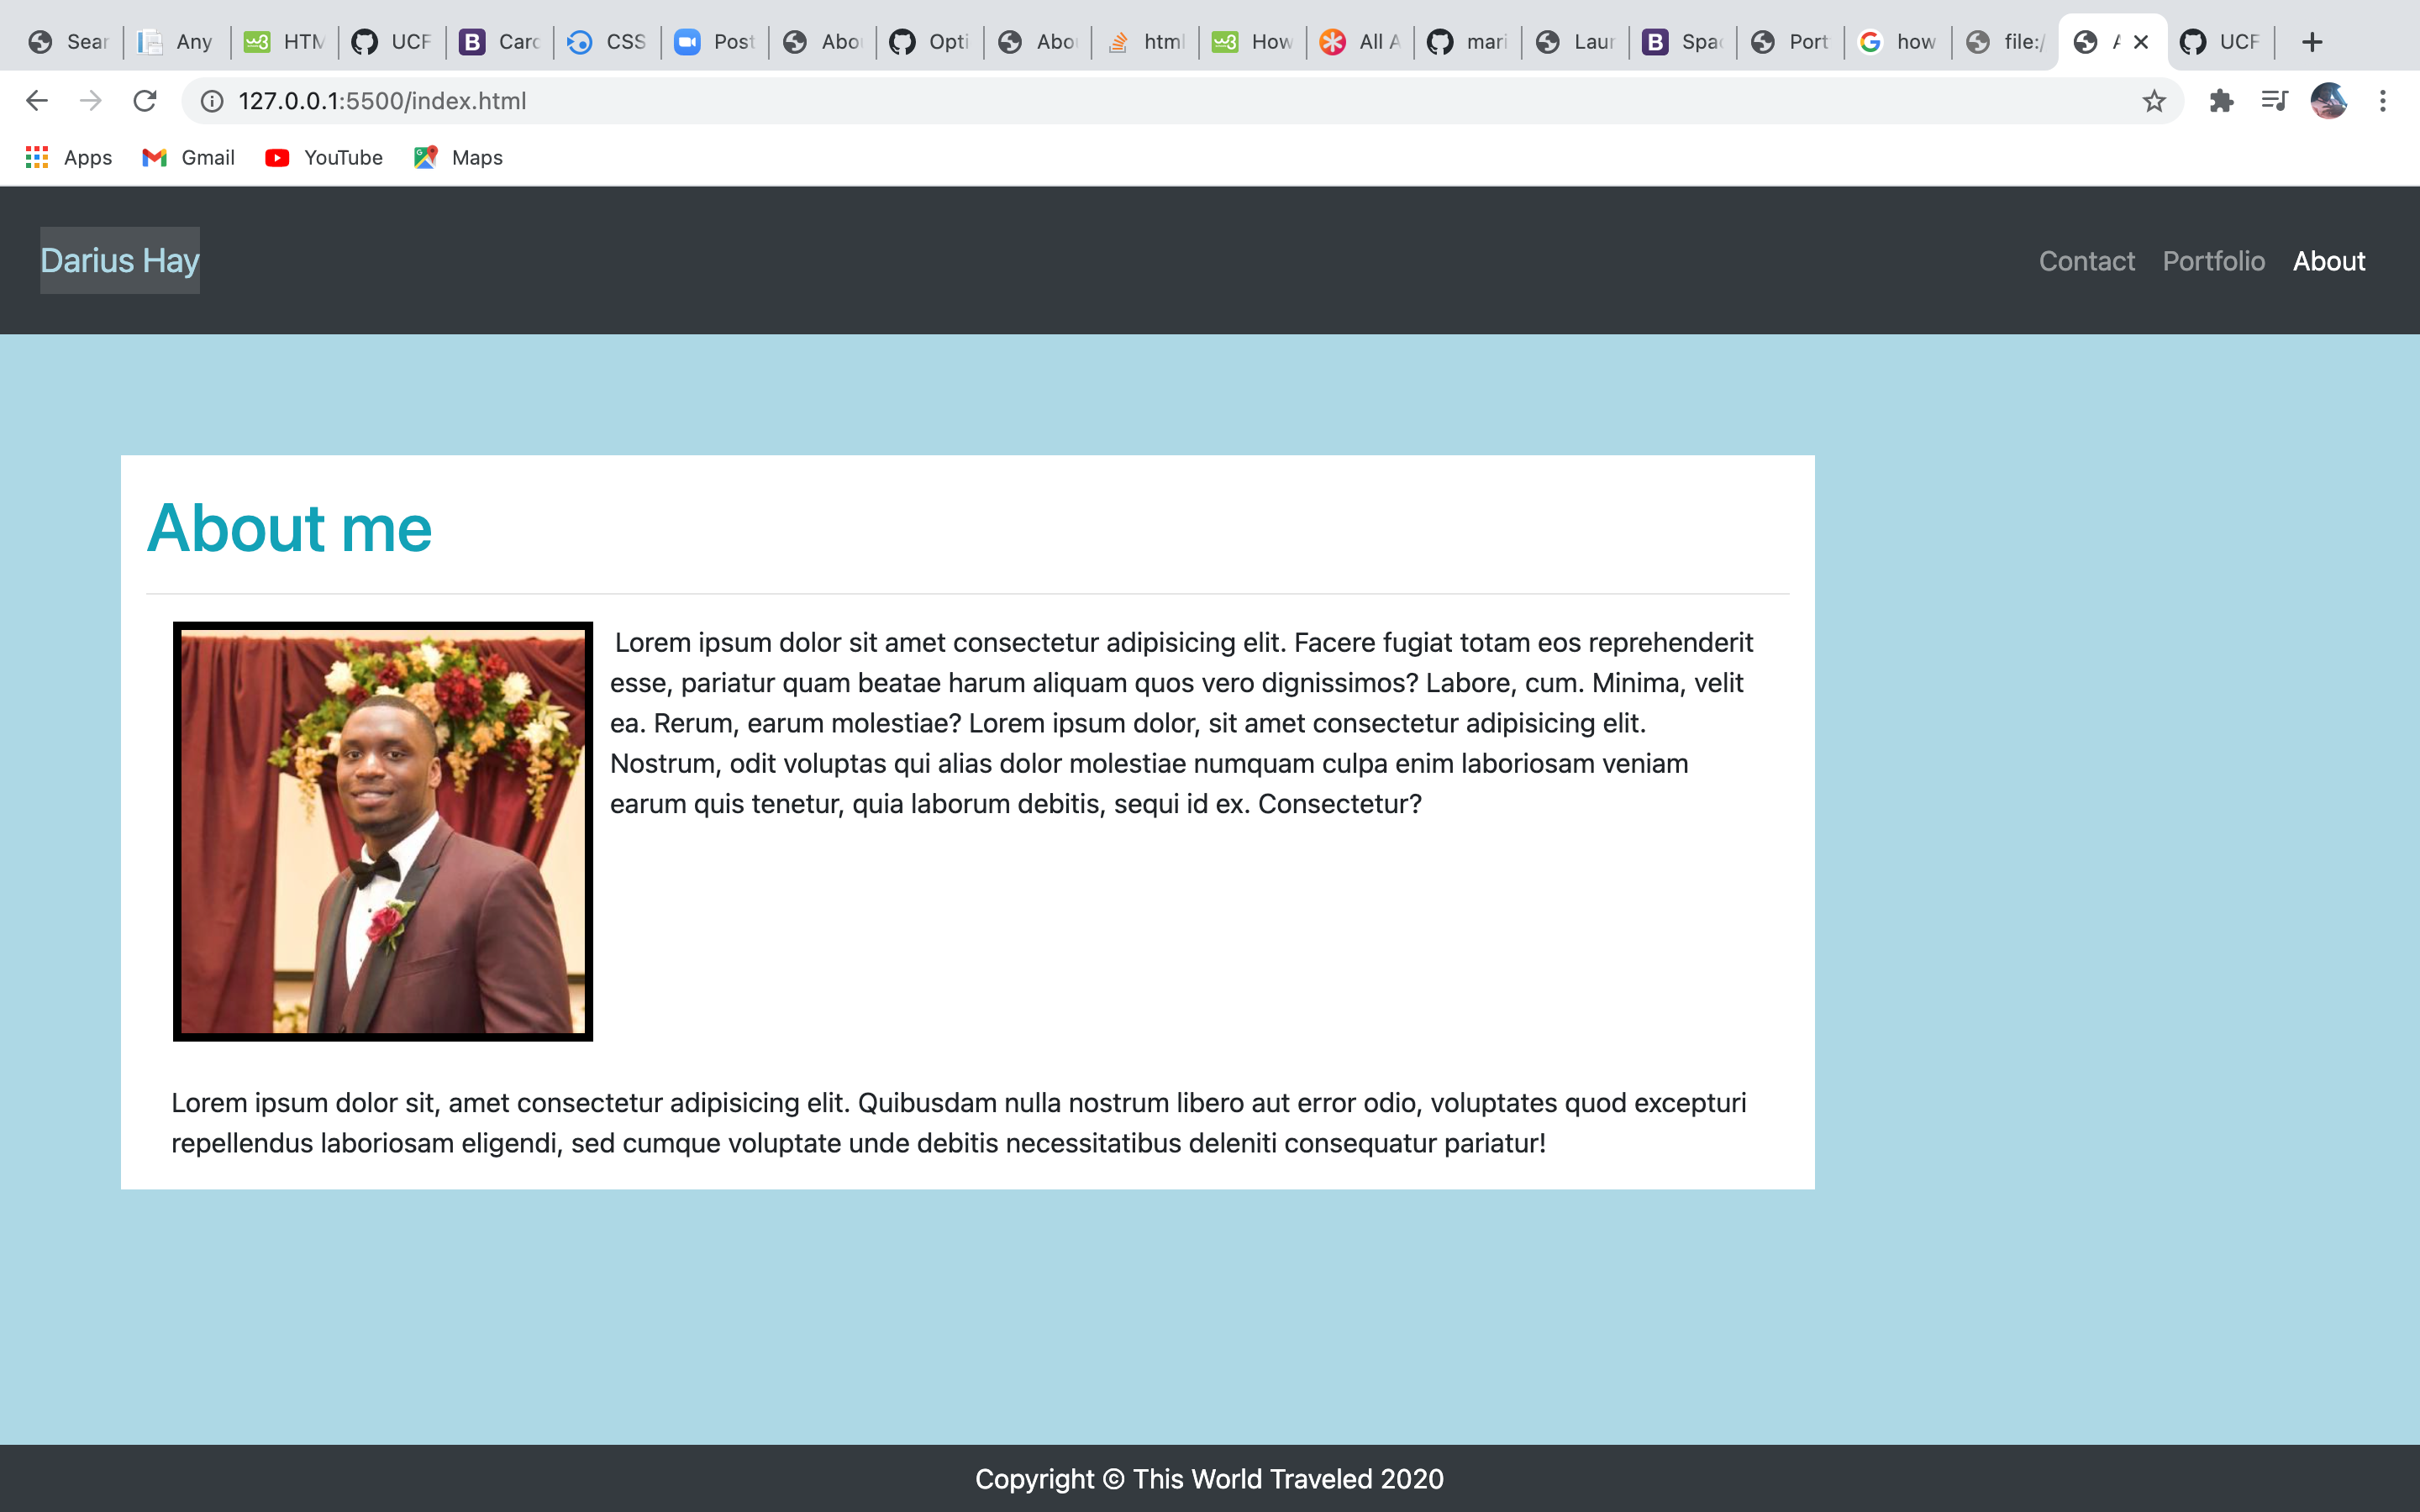 Sear Any HTM UCF Card CSS Post Abou Opti Abou html How All A mari Laun Spac Port how file:/ A UCF
127.0.0.1:5500/index.html
Apps Gmail YouTube Maps
Darius Hay Contact Portfolio About
About me
Lorem ipsum dolor sit amet consectetur adipisicing elit. Facere fugiat totam eos reprehenderit
esse, pariatur quam beatae harum aliquam quos vero dignissimos? Labore, cum. Minima, velit
ea. Rerum, earum molestiae? Lorem ipsum dolor, sit amet consectetur adipisicing elit.
Nostrum, odit voluptas qui alias dolor molestiae numquam culpa enim laboriosam veniam
earum quis tenetur, quia laborum debitis, sequi id ex. Consectetur?
Lorem ipsum dolor sit, amet consectetur adipisicing elit. Quibusdam nulla nostrum libero aut error odio, voluptates quod excepturi
repellendus laboriosam eligendi, sed cumque voluptate unde debitis necessitatibus deleniti consequatur pariatur!
Copyright © This World Traveled 2020